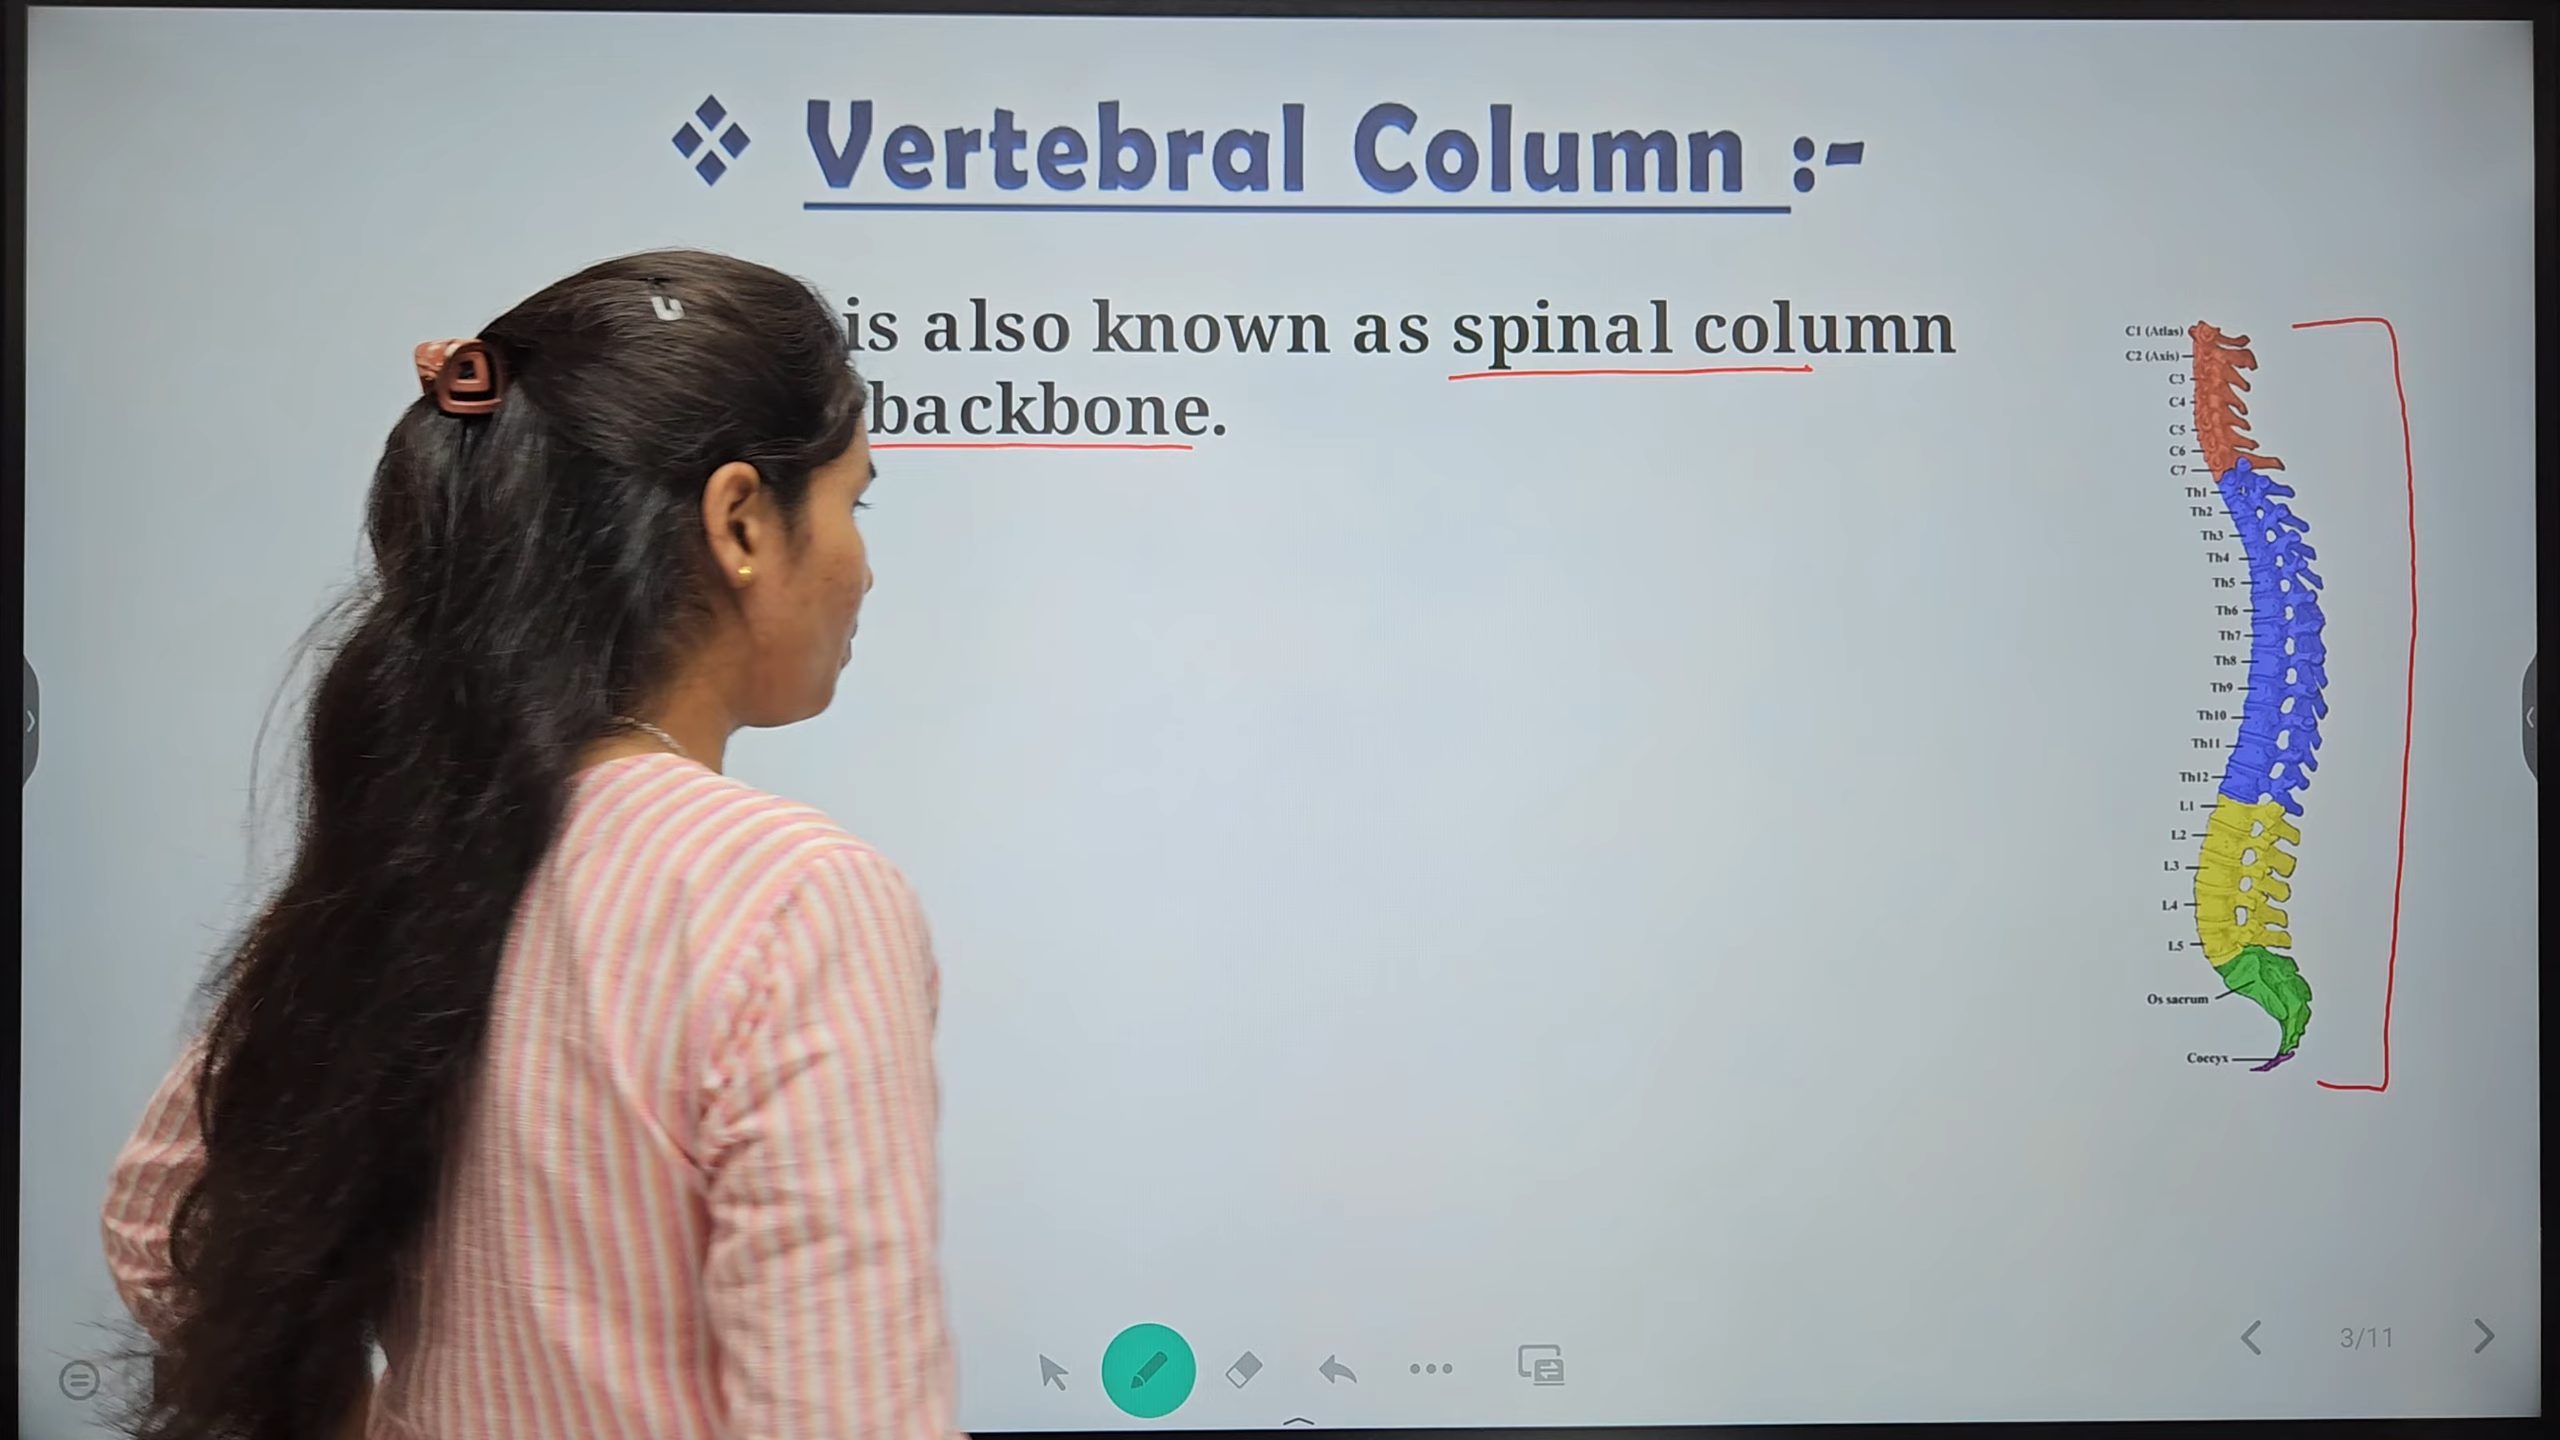 ❖ Vertebral Column :-
is also known as spinal column
backbone.
C1 (Atlas)
C2 (Axis)
C3
C4
C5
C6
C7
Th1
Th2
Th3
Th4
Th5
Th6
Th7
Th8
Th9
Th10
Th11
Th12
L1
L2
L3
L4
L5
Os sacrum
Coccyx
3/11